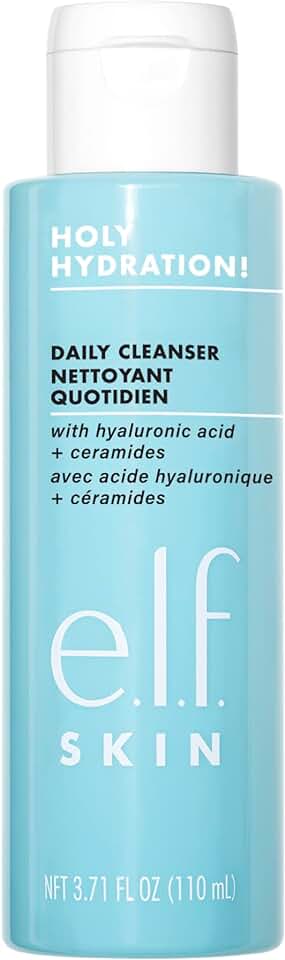 HOLY
HYDRATION!
DAILY CLEANSER
NETTOYANT
QUOTIDIEN
with hyaluronic acid
+ ceramides
avec acide hyaluronique
+ céramides
e.l.f.
SKIN
NFT 3.71 FL OZ (110 mL)